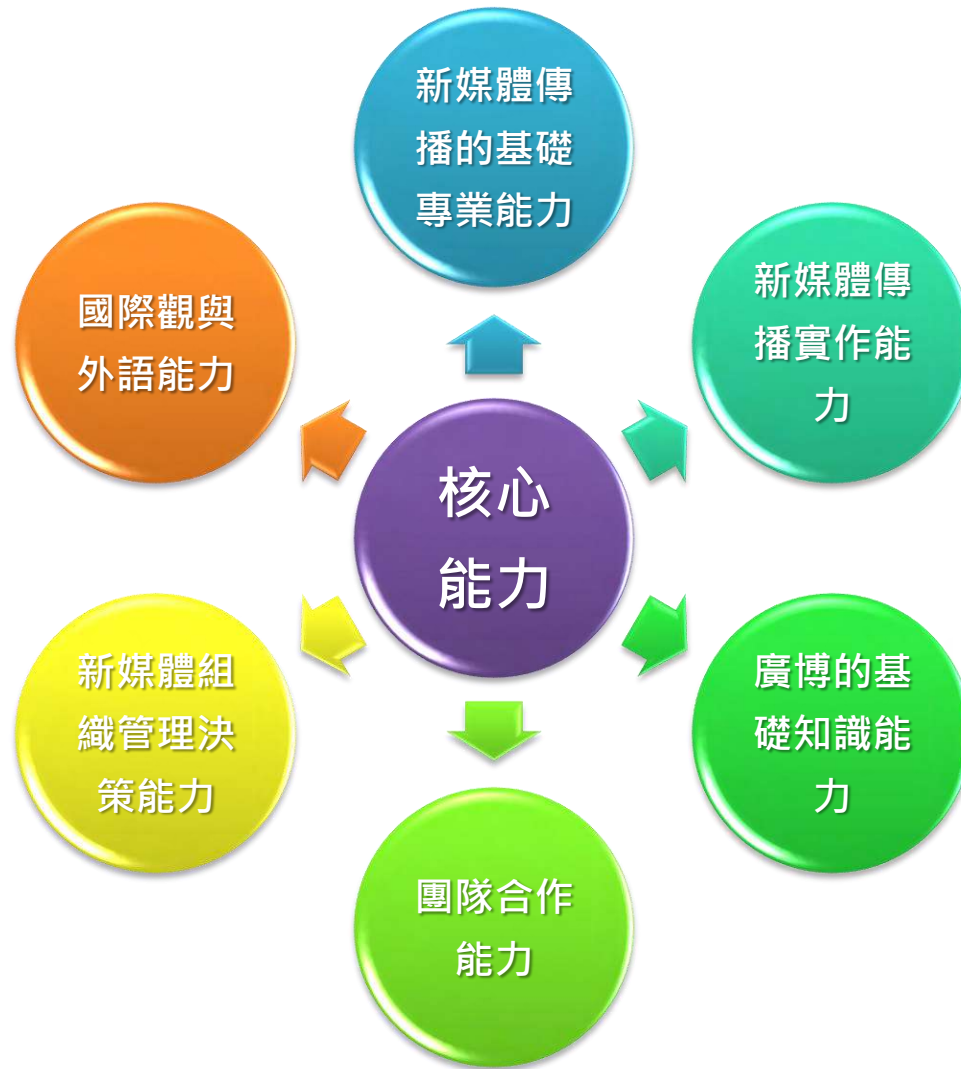 新媒體傳
播的基礎
專業能力
新媒體傳
播實作能
力
國際觀與
外語能力
核心
能力
新媒體組
織管理決
策能力
廣博的基
礎知識能
力
團隊合作
能力